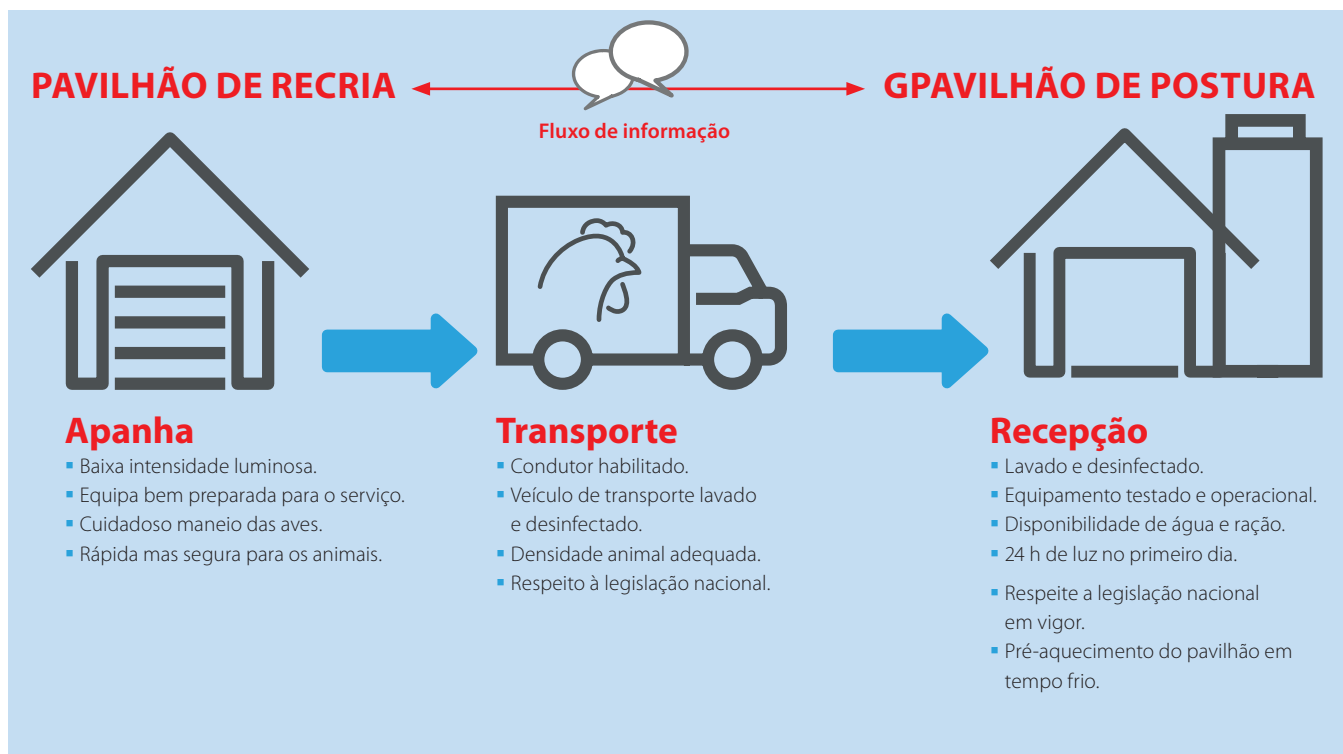 PAVILHÃO DE RECRIA
GPAVILHÃO DE POSTURA
Fluxo de informação
Apanha
▪ Baixa intensidade luminosa.
▪ Equipa bem preparada para o serviço.
▪ Cuidadoso maneio das aves.
▪ Rápida mas segura para os animais.
Transporte
▪ Condutor habilitado.
▪ Veículo de transporte lavado
e desinfectado.
▪ Densidade animal adequada.
▪ Respeito à legislação nacional.
Recepção
▪ Lavado e desinfectado.
▪ Equipamento testado e operacional.
▪ Disponibilidade de água e ração.
▪ 24 h de luz no primeiro dia.
▪ Respeite a legislação nacional
em vigor.
▪ Pré-aquecimento do pavilhão em
tempo frio.